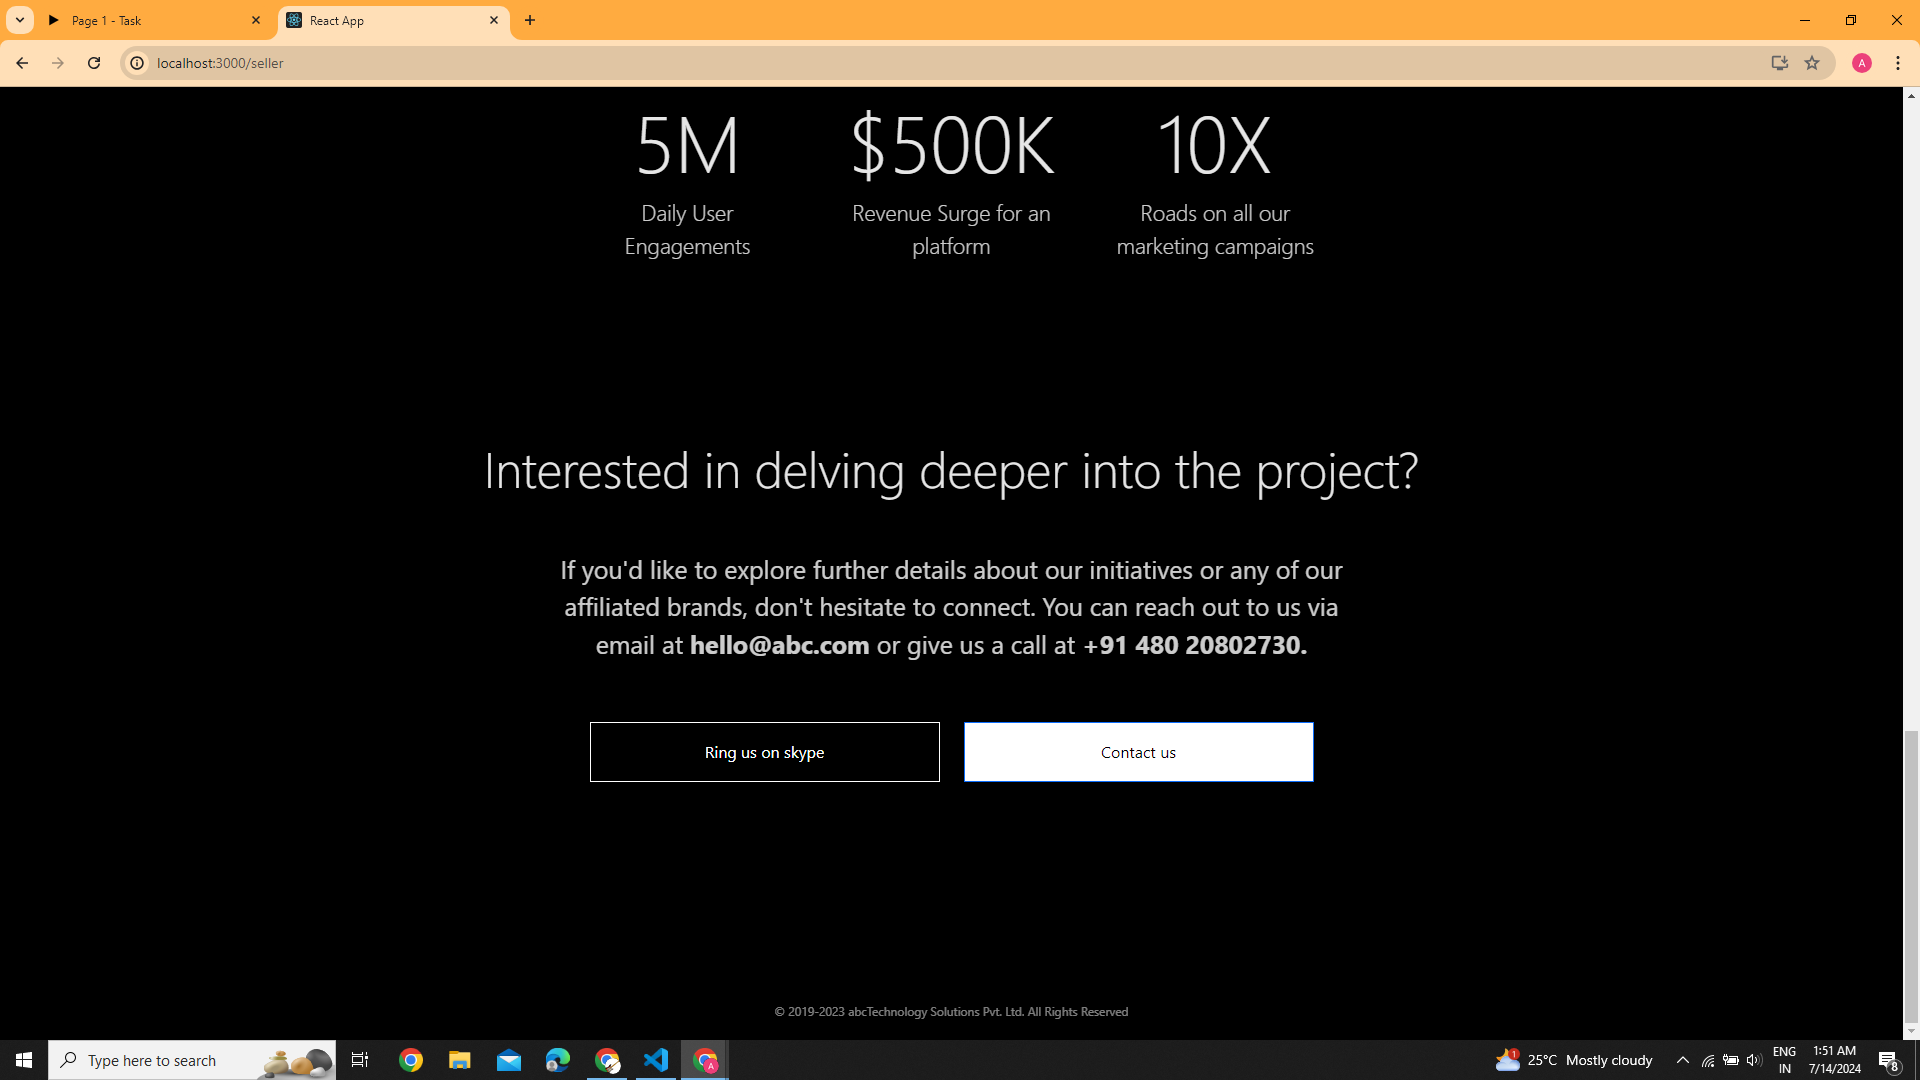 Page 1 - Task
React App
localhost:3000/seller
A
5M
$500K
10X
Daily User
Engagements
Revenue Surge for an
platform
Roads on all our
marketing campaigns
Interested in delving deeper into the project?
If you'd like to explore further details about our initiatives or any of our
affiliated brands, don't hesitate to connect. You can reach out to us via
email at hello@abc.com or give us a call at +91 480 20802730.
Ring us on skype
Contact us
© 2019-2023 abcTechnology Solutions Pvt. Ltd. All Rights Reserved
Type here to search
A
1
25°C Mostly cloudy
ENG
IN
1:51 AM
7/14/2024
8